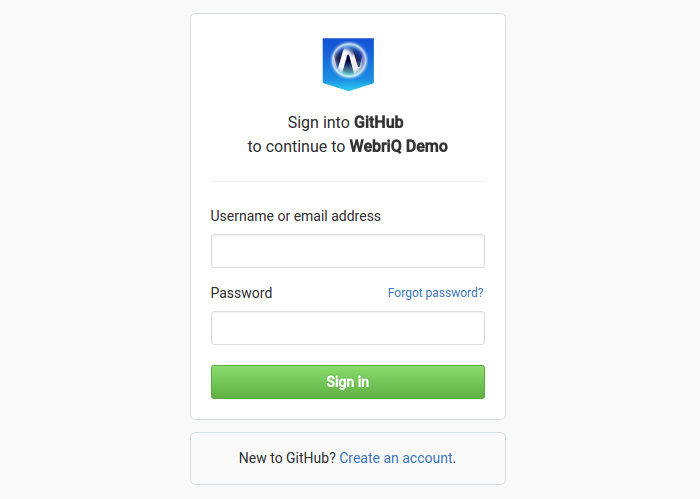 Sign into GitHub
to continue to WebriQ Demo
Username or email address
Password Forgot password?
Sign in
New to GitHub? Create an account.